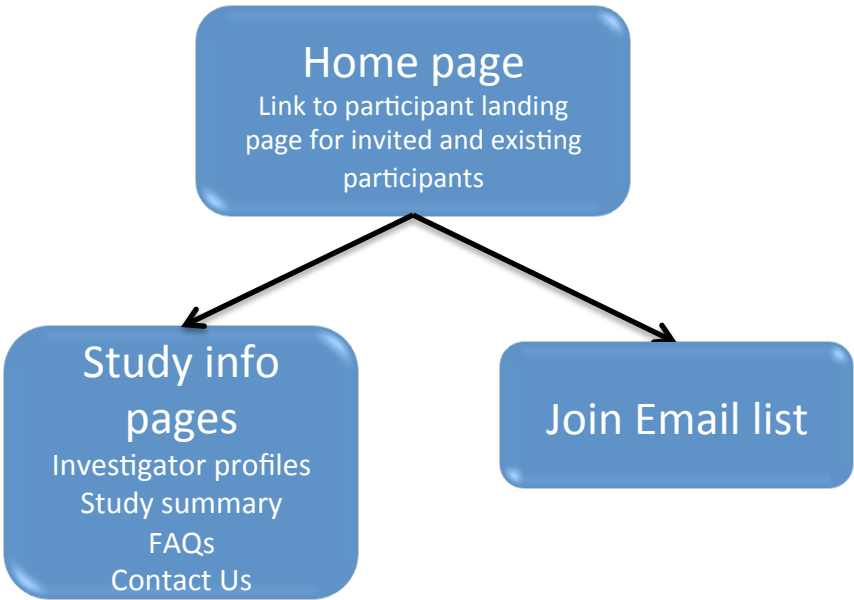 Home page
Link to participant landing
page for invited and existing
participants
Study info
pages
Investigator profiles
Study summary
FAQs
Contact Us
Join Email list